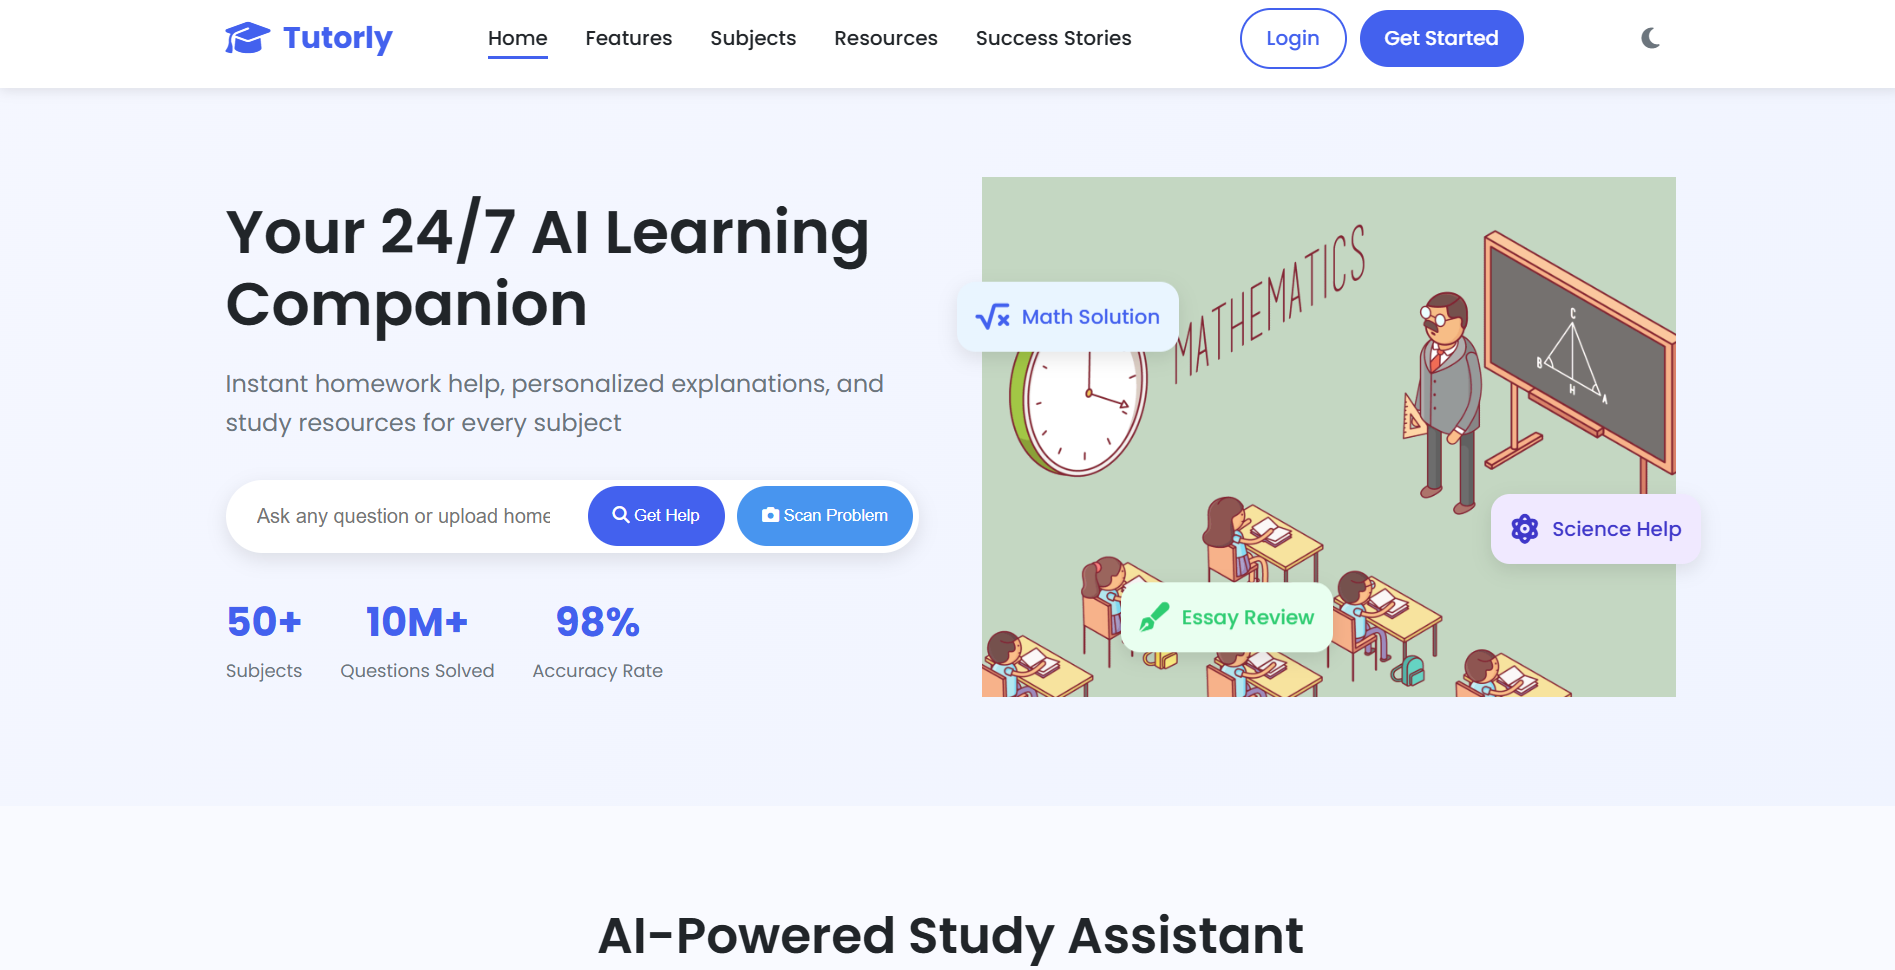 Tutorly
Home
Features
Subjects
Resources
Success Stories
Login
Get Started
Your 24/7 AI Learning
Companion
Instant homework help, personalized explanations, and
study resources for every subject
Ask any question or upload home
Get Help
Scan Problem
50+
Subjects
10M+
Questions Solved
98%
Accuracy Rate
MATHEMATICS
Math Solution
C
B
H
A
Science Help
Essay Review
AI-Powered Study Assistant